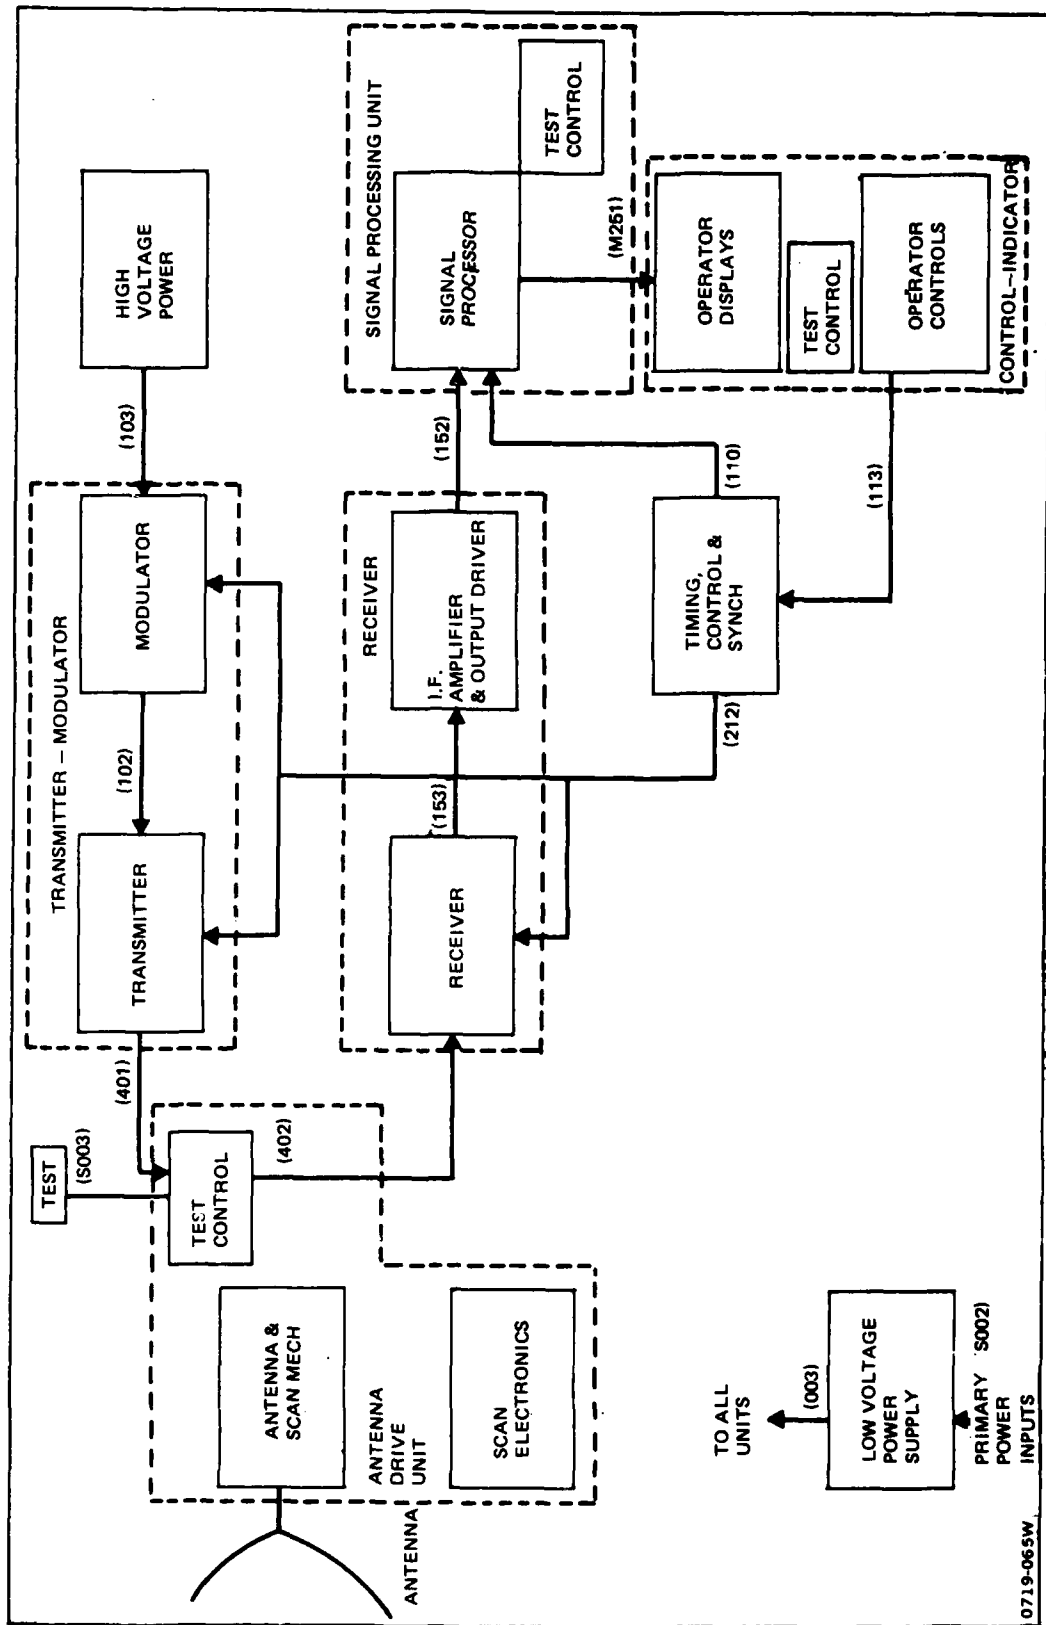 TEST
(S003)
TRANSMITTER – MODULATOR
(401)
TRANSMITTER
(102)
MODULATOR
(103)
HIGH
VOLTAGE
POWER
TEST
CONTROL
(402)
RECEIVER
RECEIVER
(153)
I.F.
AMPLIFIER
& OUTPUT DRIVER
(152)
SIGNAL PROCESSING UNIT
SIGNAL
PROCESSOR
TEST
CONTROL
ANTENNA &
SCAN MECH
ANTENNA
DRIVE
UNIT
ANTENNA
SCAN
ELECTRONICS
(M251)
(212)
TIMING,
CONTROL &
SYNCH
(110)
(113)
OPERATOR
DISPLAYS
TEST
CONTROL
OPERATOR
CONTROLS
CONTROL–INDICATOR
TO ALL
UNITS
(003)
LOW VOLTAGE
POWER
SUPPLY
PRIMARY S002)
POWER
INPUTS
0719-065W